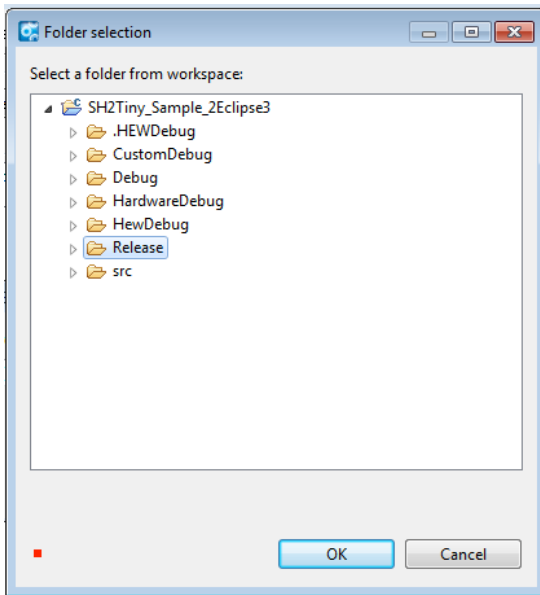 Folder selection
Select a folder from workspace:
SH2Tiny_Sample_2Eclipse3
.HEWDebug
CustomDebug
Debug
HardwareDebug
HewDebug
Release
src
OK
Cancel